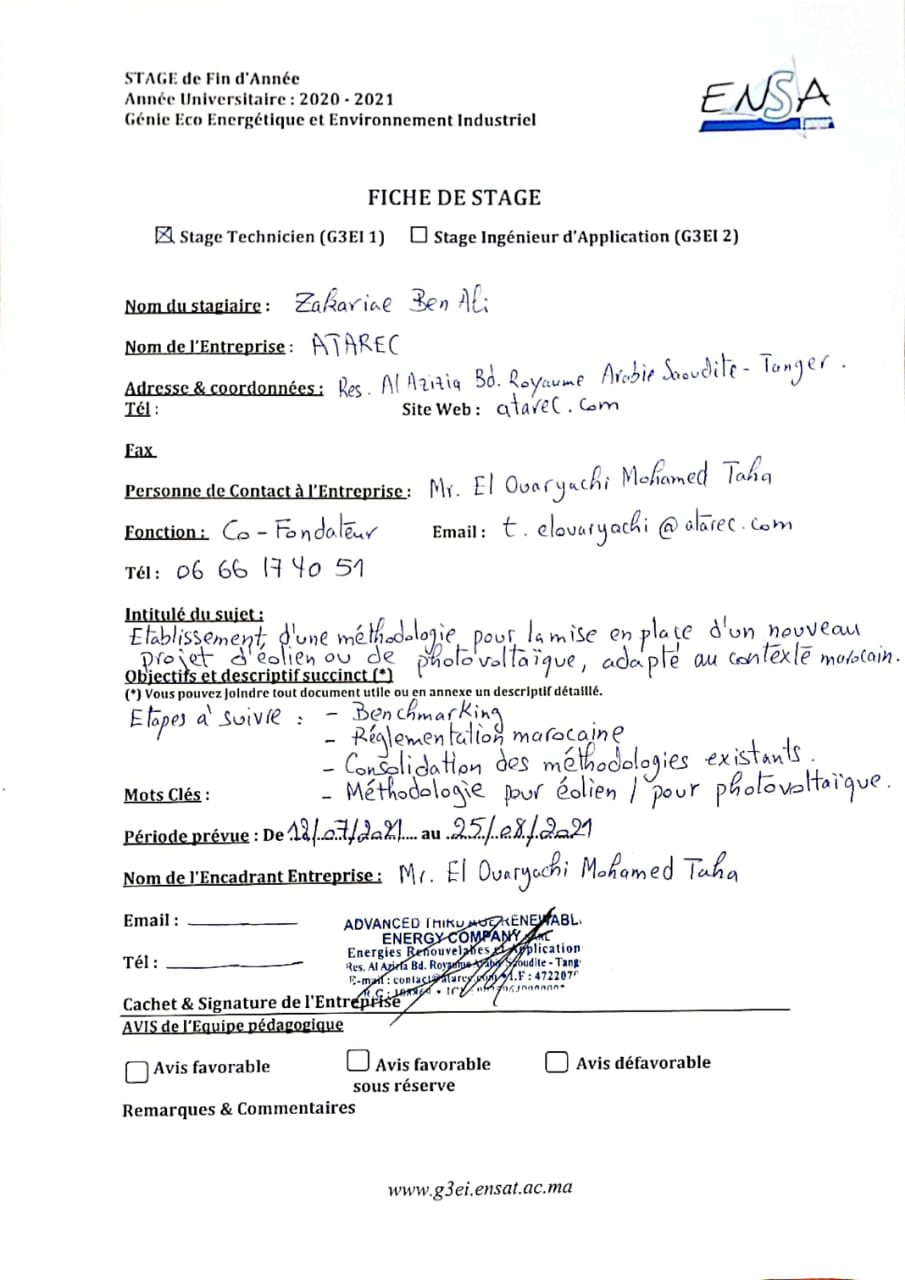 STAGE de Fin d'Année
Année Universitaire : 2020 - 2021
Génie Eco Energétique et Environnement Industriel
ENSA
FICHE DE STAGE
☒ Stage Technicien (G3EI 1) ☐ Stage Ingénieur d'Application (G3EI 2)
Nom du stagiaire : Zakariae Ben Ali
Nom de l'Entreprise : ATAREC
Adresse & coordonnées : Res. Al Azizia Bd. Royaume Arabie Saoudite - Tanger .
Tél : Site Web : atarec.com
Fax
Personne de Contact à l'Entreprise : Mr. El Ouaryachi Mohamed Taha
Fonction : Co - Fondateur Email : t.elouaryachi@atarec.com
Tél : 06 66 17 40 51
Intitulé du sujet :
Etablissement d'une méthodologie pour la mise en place d'un nouveau
projet d'éolien ou de photovoltaïque, adapté au contexte marocain.
Objectifs et descriptif succinct (*)
(*) Vous pouvez joindre tout document utile ou en annexe un descriptif détaillé.
Etapes à suivre : - Benchmarking
- Réglementation marocaine
- Consolidation des méthodologies existants.
Mots Clés : - Méthodologie pour éolien / pour photovoltaïque.
Période prévue : De 12/07/2021 .... au 25/08/2021
Nom de l'Encadrant Entreprise : Mr. El Ouaryachi Mohamed Taha
Email :
Tél :
ADVANCED RENEWABL
ENERGY COMPANY
Energies Renouvelables et Application
Res. Al Azizia Bd. Royaume Arabie Saoudite - Tang
E-mail : contact@atarec.com I.F : 472207
Cachet & Signature de l'Entreprise
AVIS de l'Equipe pédagogique
☐ Avis favorable ☐ Avis favorable sous réserve ☐ Avis défavorable
Remarques & Commentaires
www.g3ei.ensat.ac.ma